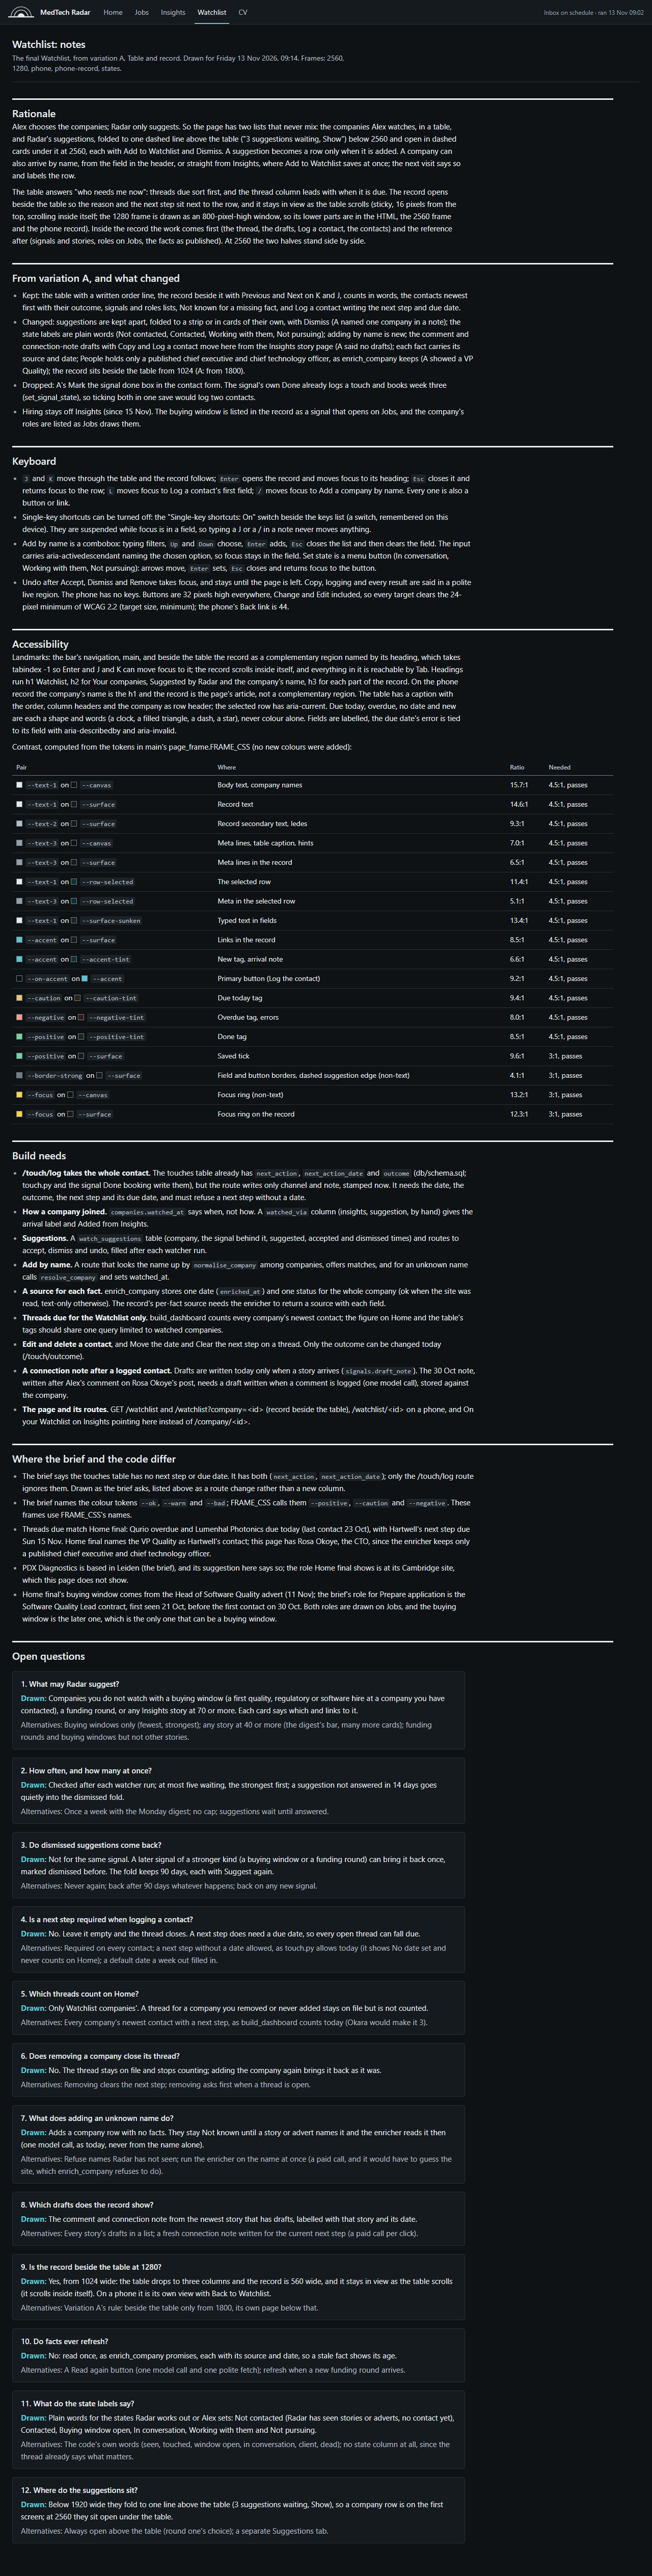 MedTech Radar Home Jobs Insights Watchlist CV Inbox on schedule · ran 13 Nov 09:02
Watchlist: notes
The final Watchlist, from variation A, Table and record. Drawn for Friday 13 Nov 2026, 09:14. Frames: 2560,
1280, phone, phone-record, states.
Rationale
Alex chooses the companies; Radar only suggests. So the page has two lists that never mix: the companies Alex watches, in a table,
and Radar's suggestions, folded to one dashed line above the table ("3 suggestions waiting, Show") below 2560 and open in dashed
cards under it at 2560, each with Add to Watchlist and Dismiss. A suggestion becomes a row only when it is added. A company can
also arrive by name, from the field in the header, or straight from Insights, where Add to Watchlist saves at once; the next visit says so
and labels the row.
The table answers "who needs me now": threads due sort first, and the thread column leads with when it is due. The record opens
beside the table so the reason and the next step sit next to the row, and it stays in view as the table scrolls (sticky, 16 pixels from the
top, scrolling inside itself; the 1280 frame is drawn as an 800-pixel-high window, so its lower parts are in the HTML, the 2560 frame
and the phone record). Inside the record the work comes first (the thread, the drafts, Log a contact, the contacts) and the reference
after (signals and stories, roles on Jobs, the facts as published). At 2560 the two halves stand side by side.
From variation A, and what changed
• Kept: the table with a written order line, the record beside it with Previous and Next on K and J, counts in words, the contacts newest
first with their outcome, signals and roles lists, Not known for a missing fact, and Log a contact writing the next step and due date.
• Changed: suggestions are kept apart, folded to a strip or in cards of their own, with Dismiss (A named one company in a note); the
state labels are plain words (Not contacted, Contacted, Working with them, Not pursuing); adding by name is new; the comment and
connection-note drafts with Copy and Log a contact move here from the Insights story page (A said no drafts); each fact carries its
source and date; People holds only a published chief executive and chief technology officer, as enrich_company keeps (A showed a VP
Quality); the record sits beside the table from 1024 (A: from 1800).
• Dropped: A's Mark the signal done box in the contact form. The signal's own Done already logs a touch and books week three
(set_signal_state), so ticking both in one save would log two contacts.
• Hiring stays off Insights (since 15 Nov). The buying window is listed in the record as a signal that opens on Jobs, and the company's
roles are listed as Jobs draws them.
Keyboard
• J and K move through the table and the record follows; Enter opens the record and moves focus to its heading; Esc closes it and
returns focus to the row; L moves focus to Log a contact's first field; / moves focus to Add a company by name. Every one is also a
button or link.
• Single-key shortcuts can be turned off: the "Single-key shortcuts: On" switch beside the keys list (a switch, remembered on this
device). They are suspended while focus is in a field, so typing a J or a / in a note never moves anything.
• Add by name is a combobox: typing filters, Up and Down choose, Enter adds, Esc closes the list and then clears the field. The input
carries aria-activedescendant naming the chosen option, so focus stays in the field. Set state is a menu button (In conversation,
Working with them, Not pursuing): arrows move, Enter sets, Esc closes and returns focus to the button.
• Undo after Accept, Dismiss and Remove takes focus, and stays until the page is left. Copy, logging and every result are said in a polite
live region. The phone has no keys. Buttons are 32 pixels high everywhere, Change and Edit included, so every target clears the 24-
pixel minimum of WCAG 2.2 (target size, minimum); the phone's Back link is 44.
Accessibility
Landmarks: the bar's navigation, main, and beside the table the record as a complementary region named by its heading, which takes
tabindex -1 so Enter and J and K can move focus to it; the record scrolls inside itself, and everything in it is reachable by Tab. Headings
run h1 Watchlist, h2 for Your companies, Suggested by Radar and the company's name, h3 for each part of the record. On the phone
record the company's name is the h1 and the record is the page's article, not a complementary region. The table has a caption with
the order, column headers and the company as row header; the selected row has aria-current. Due today, overdue, no date and new
are each a shape and words (a clock, a filled triangle, a dash, a star), never colour alone. Fields are labelled, the due date's error is tied
to its field with aria-describedby and aria-invalid.
Contrast, computed from the tokens in main's page_frame.FRAME_CSS (no new colours were added):
Pair Where Ratio Needed
--text-1 on --canvas Body text, company names 15.7:1 4.5:1, passes
--text-1 on --surface Record text 14.6:1 4.5:1, passes
--text-2 on --surface Record secondary text, ledes 9.3:1 4.5:1, passes
--text-3 on --canvas Meta lines, table caption, hints 7.0:1 4.5:1, passes
--text-3 on --surface Meta lines in the record 6.5:1 4.5:1, passes
--text-1 on --row-selected The selected row 11.4:1 4.5:1, passes
--text-3 on --row-selected Meta in the selected row 5.1:1 4.5:1, passes
--text-1 on --surface-sunken Typed text in fields 13.4:1 4.5:1, passes
--accent on --surface Links in the record 8.5:1 4.5:1, passes
--accent on --accent-tint New tag, arrival note 6.6:1 4.5:1, passes
--on-accent on --accent Primary button (Log the contact) 9.2:1 4.5:1, passes
--caution on --caution-tint Due today tag 9.4:1 4.5:1, passes
--negative on --negative-tint Overdue tag, errors 8.0:1 4.5:1, passes
--positive on --positive-tint Done tag 8.5:1 4.5:1, passes
--positive on --surface Saved tick 9.6:1 3:1, passes
--border-strong on --surface Field and button borders, dashed suggestion edge (non-text) 4.1:1 3:1, passes
--focus on --canvas Focus ring (non-text) 13.2:1 3:1, passes
--focus on --surface Focus ring on the record 12.3:1 3:1, passes
Build needs
• /touch/log takes the whole contact. The touches table already has next_action, next_action_date and outcome (db/schema.sql;
touch.py and the signal Done booking write them), but the route writes only channel and note, stamped now. It needs the date, the
outcome, the next step and its due date, and must refuse a next step without a date.
• How a company joined. companies.watched_at says when, not how. A watched_via column (insights, suggestion, by hand) gives the
arrival label and Added from Insights.
• Suggestions. A watch_suggestions table (company, the signal behind it, suggested, accepted and dismissed times) and routes to
accept, dismiss and undo, filled after each watcher run.
• Add by name. A route that looks the name up by normalise_company among companies, offers matches, and for an unknown name
calls resolve_company and sets watched_at.
• A source for each fact. enrich_company stores one date (enriched_at) and one status for the whole company (ok when the site was
read, text-only otherwise). The record's per-fact source needs the enricher to return a source with each field.
• Threads due for the Watchlist only. build_dashboard counts every company's newest contact; the figure on Home and the table's
tags should share one query limited to watched companies.
• Edit and delete a contact, and Move the date and Clear the next step on a thread. Only the outcome can be changed today
(/touch/outcome).
• A connection note after a logged contact. Drafts are written today only when a story arrives (signals.draft_note). The 30 Oct note,
written after Alex's comment on Rosa Okoye's post, needs a draft written when a comment is logged (one model call), stored against
the company.
• The page and its routes. GET /watchlist and /watchlist?company=<id> (record beside the table), /watchlist/<id> on a phone, and On
your Watchlist on Insights pointing here instead of /company/<id>.
Where the brief and the code differ
• The brief says the touches table has no next step or due date. It has both (next_action, next_action_date); only the /touch/log route
ignores them. Drawn as the brief asks, listed above as a route change rather than a new column.
• The brief names the colour tokens --ok, --warn and --bad; FRAME_CSS calls them --positive, --caution and --negative. These
frames use FRAME_CSS's names.
• Threads due match Home final: Qurio overdue and Lumenhal Photonics due today (last contact 23 Oct), with Hartwell's next step due
Sun 15 Nov. Home final names the VP Quality as Hartwell's contact; this page has Rosa Okoye, the CTO, since the enricher keeps only
a published chief executive and chief technology officer.
• PDX Diagnostics is based in Leiden (the brief), and its suggestion here says so; the role Home final shows is at its Cambridge site,
which this page does not show.
• Home final's buying window comes from the Head of Software Quality advert (11 Nov); the brief's role for Prepare application is the
Software Quality Lead contract, first seen 21 Oct, before the first contact on 30 Oct. Both roles are drawn on Jobs, and the buying
window is the later one, which is the only one that can be a buying window.
Open questions
1. What may Radar suggest?
Drawn: Companies you do not watch with a buying window (a first quality, regulatory or software hire at a company you have
contacted), a funding round, or any Insights story at 70 or more. Each card says which and links to it.
Alternatives: Buying windows only (fewest, strongest); any story at 40 or more (the digest's bar, many more cards); funding
rounds and buying windows but not other stories.
2. How often, and how many at once?
Drawn: Checked after each watcher run; at most five waiting, the strongest first; a suggestion not answered in 14 days goes
quietly into the dismissed fold.
Alternatives: Once a week with the Monday digest; no cap; suggestions wait until answered.
3. Do dismissed suggestions come back?
Drawn: Not for the same signal. A later signal of a stronger kind (a buying window or a funding round) can bring it back once,
marked dismissed before. The fold keeps 90 days, each with Suggest again.
Alternatives: Never again; back after 90 days whatever happens; back on any new signal.
4. Is a next step required when logging a contact?
Drawn: No. Leave it empty and the thread closes. A next step does need a due date, so every open thread can fall due.
Alternatives: Required on every contact; a next step without a date allowed, as touch.py allows today (it shows No date set and
never counts on Home); a default date a week out filled in.
5. Which threads count on Home?
Drawn: Only Watchlist companies'. A thread for a company you removed or never added stays on file but is not counted.
Alternatives: Every company's newest contact with a next step, as build_dashboard counts today (Okara would make it 3).
6. Does removing a company close its thread?
Drawn: No. The thread stays on file and stops counting; adding the company again brings it back as it was.
Alternatives: Removing clears the next step; removing asks first when a thread is open.
7. What does adding an unknown name do?
Drawn: Adds a company row with no facts. They stay Not known until a story or advert names it and the enricher reads it then
(one model call, as today, never from the name alone).
Alternatives: Refuse names Radar has not seen; run the enricher on the name at once (a paid call, and it would have to guess the
site, which enrich_company refuses to do).
8. Which drafts does the record show?
Drawn: The comment and connection note from the newest story that has drafts, labelled with that story and its date.
Alternatives: Every story's drafts in a list; a fresh connection note written for the current next step (a paid call per click).
9. Is the record beside the table at 1280?
Drawn: Yes, from 1024 wide: the table drops to three columns and the record is 560 wide, and it stays in view as the table scrolls
(it scrolls inside itself). On a phone it is its own view with Back to Watchlist.
Alternatives: Variation A's rule: beside the table only from 1800, its own page below that.
10. Do facts ever refresh?
Drawn: No: read once, as enrich_company promises, each with its source and date, so a stale fact shows its age.
Alternatives: A Read again button (one model call and one polite fetch); refresh when a new funding round arrives.
11. What do the state labels say?
Drawn: Plain words for the states Radar works out or Alex sets: Not contacted (Radar has seen stories or adverts, no contact yet),
Contacted, Buying window open, In conversation, Working with them and Not pursuing.
Alternatives: The code's own words (seen, touched, window open, in conversation, client, dead); no state column at all, since the
thread already says what matters.
12. Where do the suggestions sit?
Drawn: Below 1920 wide they fold to one line above the table (3 suggestions waiting, Show), so a company row is on the first
screen; at 2560 they sit open under the table.
Alternatives: Always open above the table (round one's choice); a separate Suggestions tab.